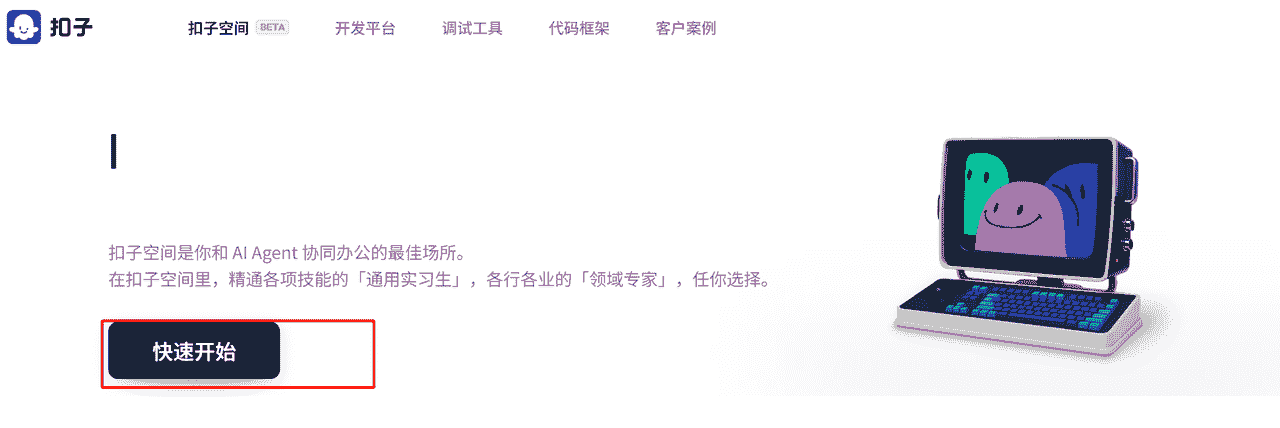 扣子 扣子空间 BETA 开发平台 调试工具 代码框架 客户案例
扣子空间是你和 AI Agent 协同办公的最佳场所。
在扣子空间里，精通各项技能的「通用实习生」，各行各业的「领域专家」，任你选择。
快速开始